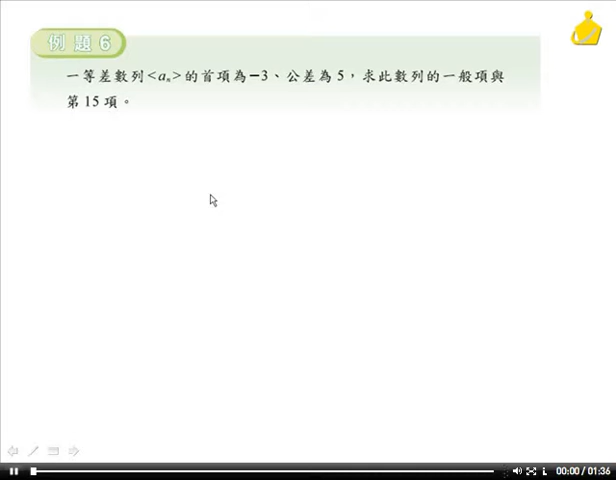 例題6
一等差數列<aₙ>的首項為−3、公差為5，求此數列的一般項與
第15項。
00:00 / 01:36